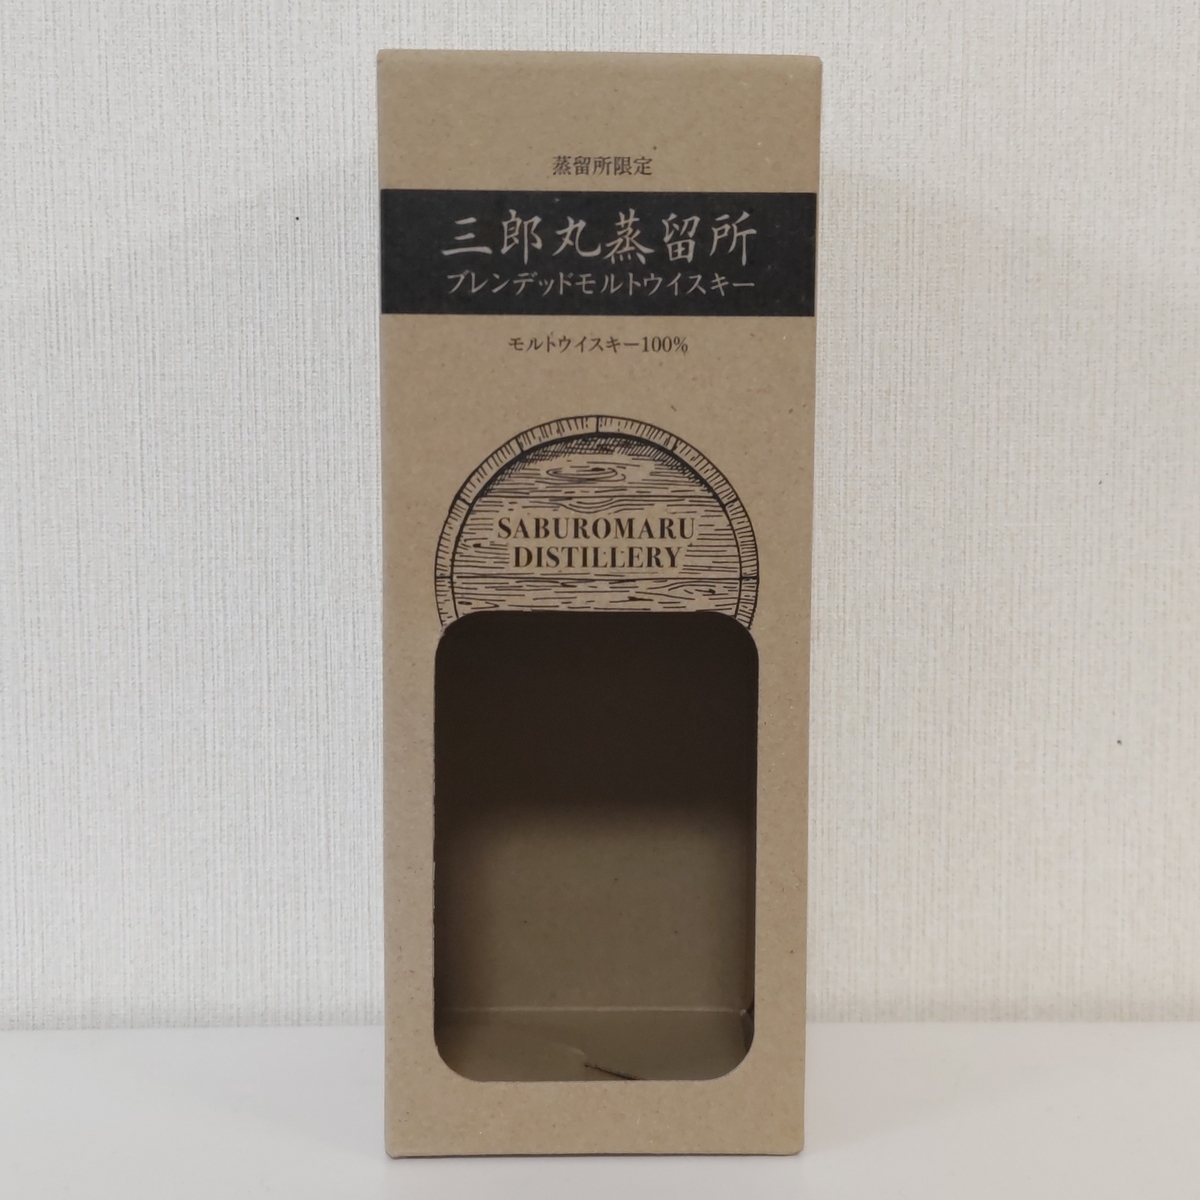 蒸留所限定
三郎丸蒸留所
ブレンデッドモルトウイスキー
モルトウイスキー100%
SABUROMARU
DISTILLERY